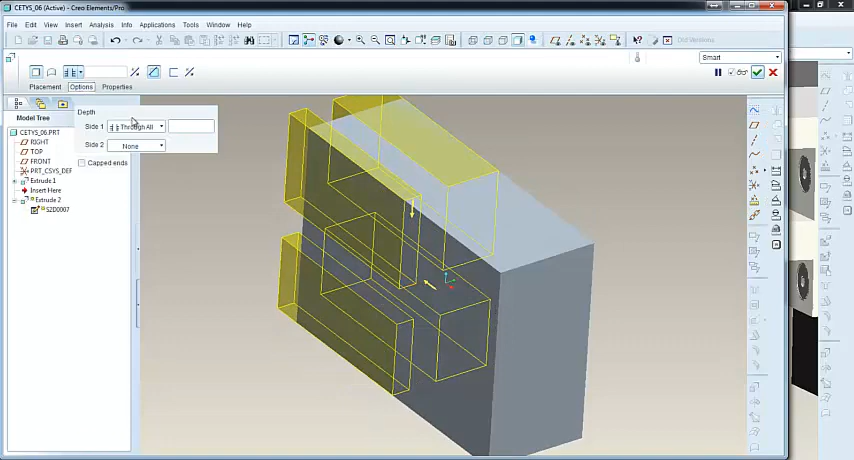 CETYS_06 (Active) - Creo Elements/Pro
File Edit View Insert Analysis Info Applications Tools Window Help
Old Versions
Smart
Placement Options Properties
Model Tree
Depth
Side 1 Through All
Side 2 None
Capped ends
CETYS_06.PRT
RIGHT
TOP
FRONT
PRT_CSYS_DEF
Extrude 1
Insert Here
Extrude 2
S2D0007